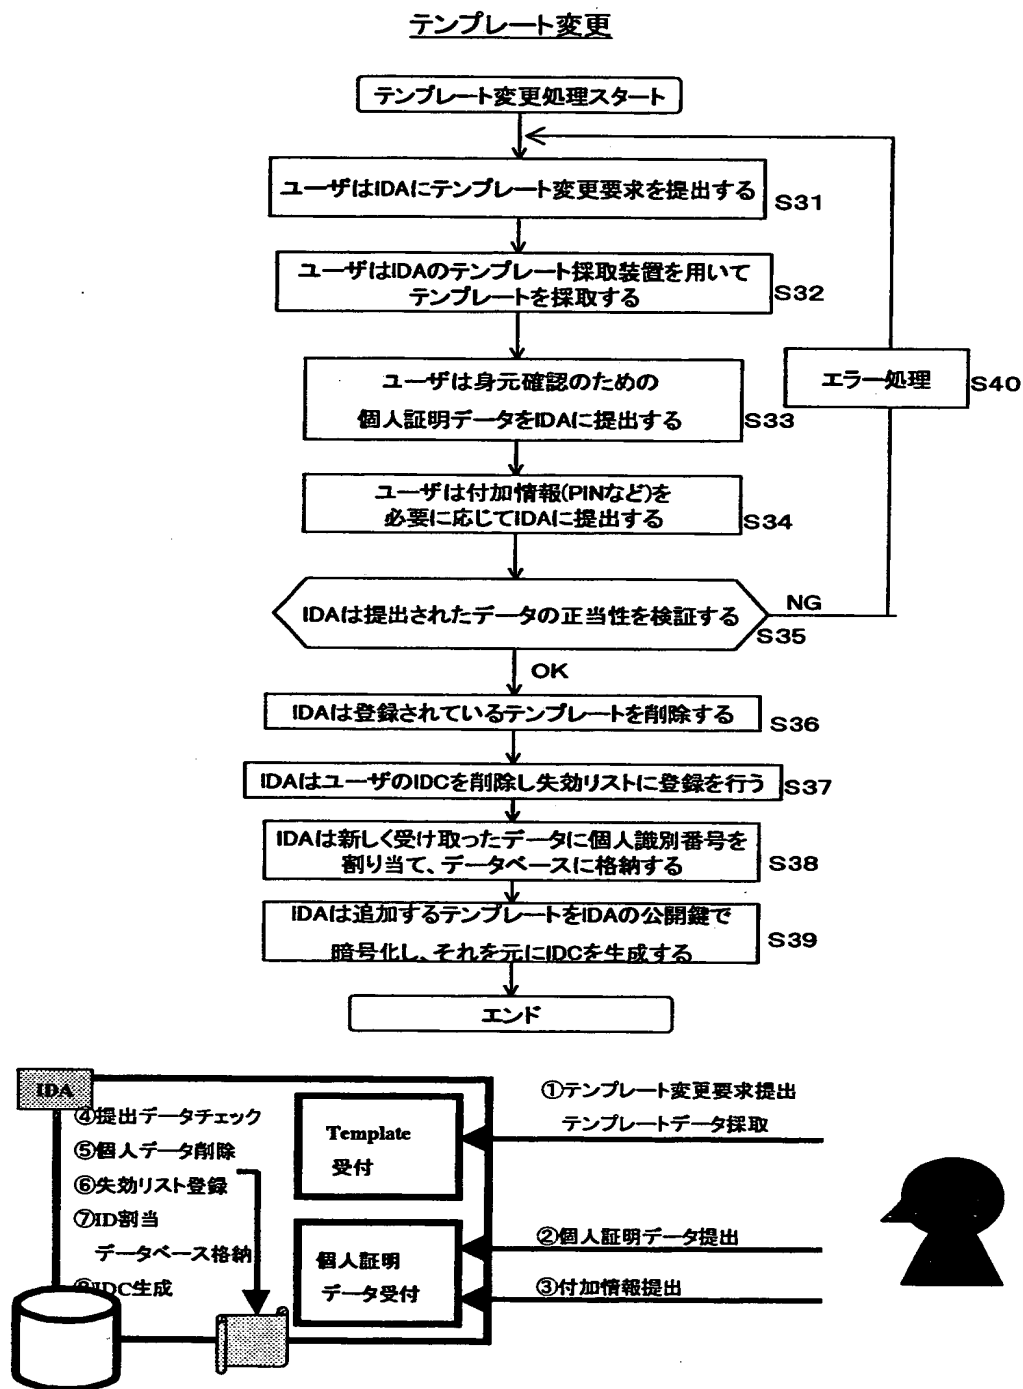 テンプレート変更
テンプレート変更処理スタート
ユーザはIDAにテンプレート変更要求を提出する
S31
ユーザはIDAのテンプレート採取装置を用いて
テンプレートを採取する
S32
ユーザは身元確認のための
個人証明データをIDAに提出する
S33
エラー処理
S40
ユーザは付加情報(PINなど)を
必要に応じてIDAに提出する
S34
IDAは提出されたデータの正当性を検証する
S35
NG
OK
IDAは登録されているテンプレートを削除する
S36
IDAはユーザのIDCを削除し失効リストに登録を行う
S37
IDAは新しく受け取ったデータに個人識別番号を
割り当て、データベースに格納する
S38
IDAは追加するテンプレートをIDAの公開鍵で
暗号化し、それを元にIDCを生成する
S39
エンド
IDA
④提出データチェック
⑤個人データ削除
⑥失効リスト登録
⑦ID割当
データベース格納
⑧IDC生成
Template
受付
個人証明
データ受付
①テンプレート変更要求提出
テンプレートデータ採取
②個人証明データ提出
③付加情報提出